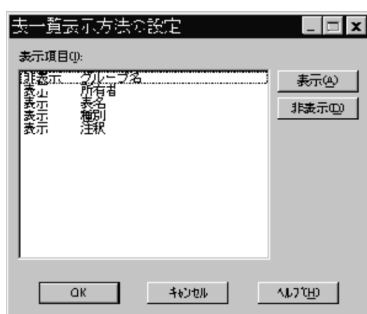 表一覧表示方法の設定
表示項目(I):
非表示 グループ名
表示 所有者
表示 表名
表示 種別
表示 注釈
表示(A)
非表示(D)
OK
キャンセル
ヘルプ(H)